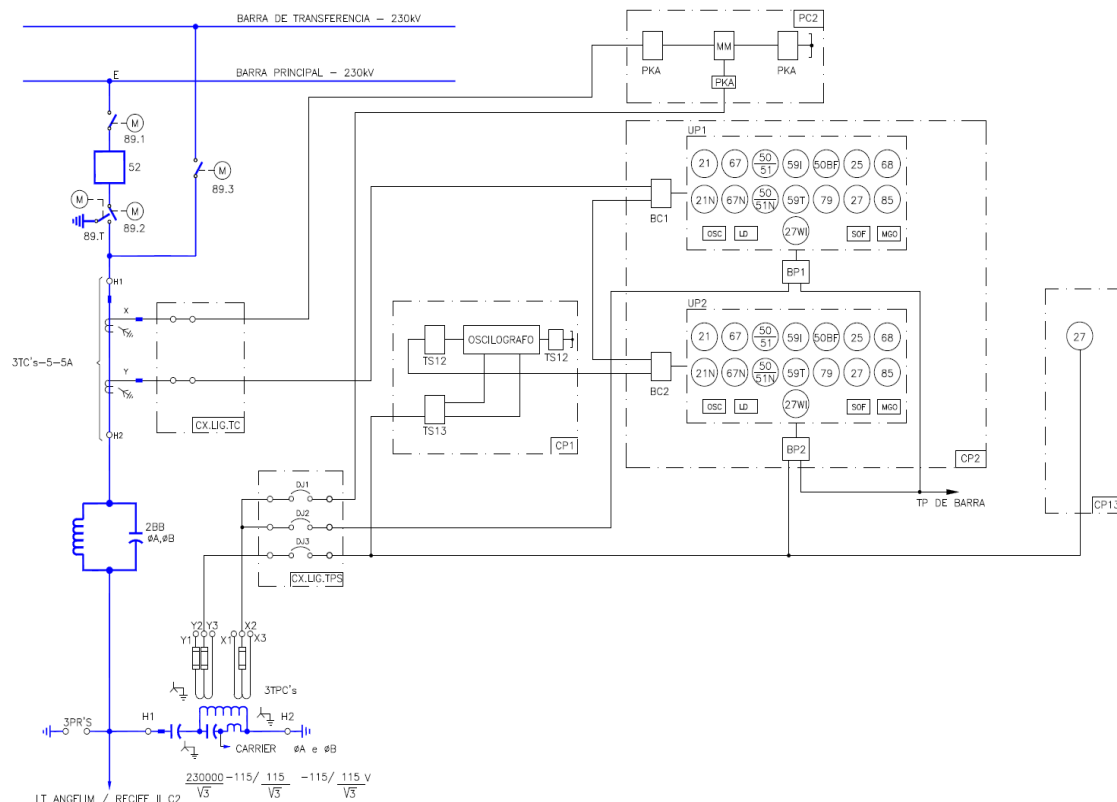 BARRA DE TRANSFERÊNCIA – 230kV
E
BARRA PRINCIPAL – 230kV
M
89.1
52
M
M
89.T
89.2
M
89.3
H1
X
3TC's–5–5A
Y
H2
CX.LIG.TC
2BB
ØA,ØB
PC2
PKA
MM
PKA
PKA
UP1
21
67
50
51
59I
50BF
25
68
21N
67N
50
51N
59T
79
27
85
OSC
LD
27WI
SOF
MGO
BC1
BP1
UP2
21
67
50
51
59I
50BF
25
68
21N
67N
50
51N
59T
79
27
85
OSC
LD
27WI
SOF
MGO
BC2
BP2
CP2
TP DE BARRA
27
CP13
TS12
OSCILOGRAFO
TS12
TS13
CP1
DJ1
DJ2
DJ3
CX.LIG.TPS
Y1
Y2
Y3
X1
X2
X3
3TPC's
3PR'S
H1
H2
CARRIER
ØA e ØB
230000
V3
–115/
115
V3
–115/
115 V
V3
LT ANGELIM / RECIFE II C2